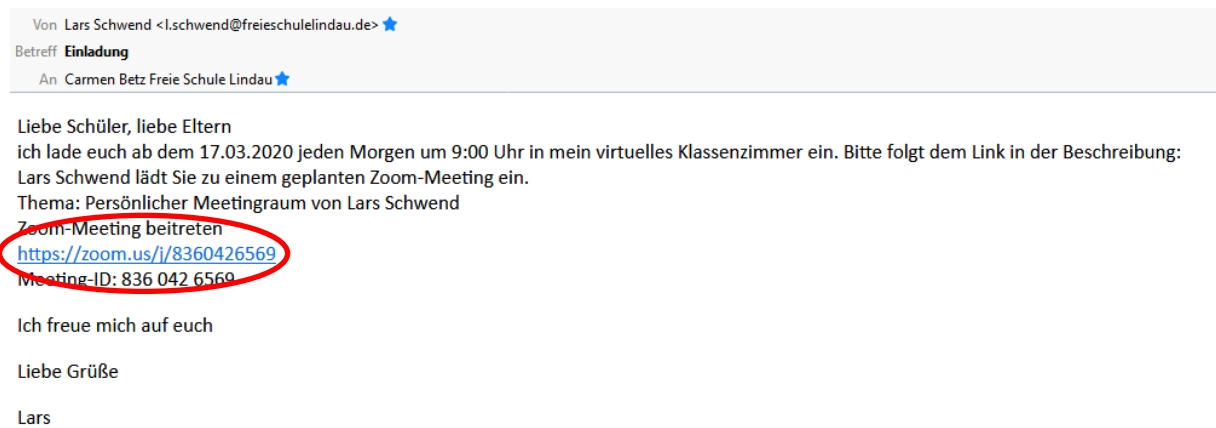 Von Lars Schwend <l.schwend@freieschulelindau.de>
Betreff Einladung
An Carmen Betz Freie Schule Lindau
Liebe Schüler, liebe Eltern
ich lade euch ab dem 17.03.2020 jeden Morgen um 9:00 Uhr in mein virtuelles Klassenzimmer ein. Bitte folgt dem Link in der Beschreibung:
Lars Schwend lädt Sie zu einem geplanten Zoom-Meeting ein.
Thema: Persönlicher Meetingraum von Lars Schwend
Zoom-Meeting beitreten
https://zoom.us/j/8360426569
Meeting-ID: 836 042 6569
Ich freue mich auf euch
Liebe Grüße
Lars